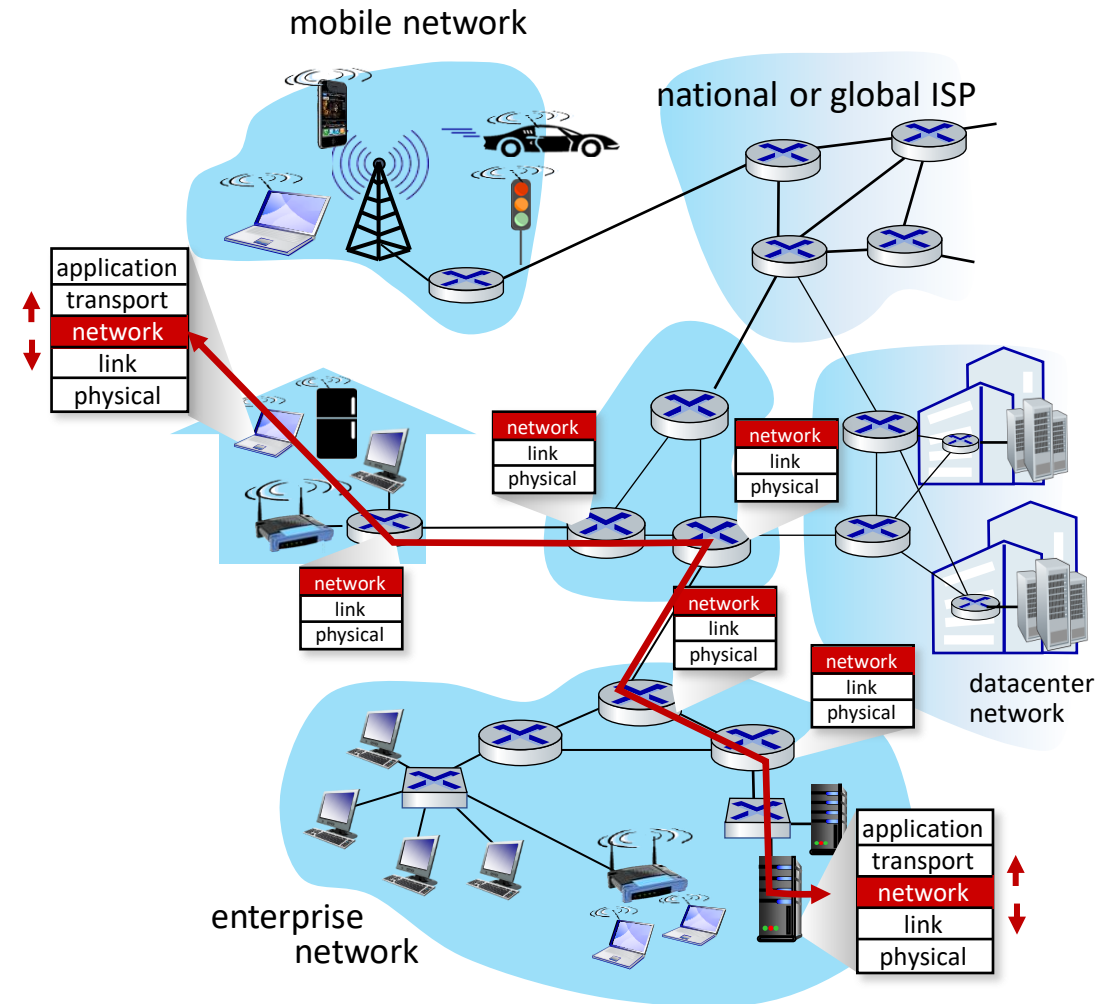 mobile network
national or global ISP
application
transport
network
link
physical
network
link
physical
network
link
physical
network
link
physical
network
link
physical
network
link
physical
datacenter
network
enterprise
network
application
transport
network
link
physical